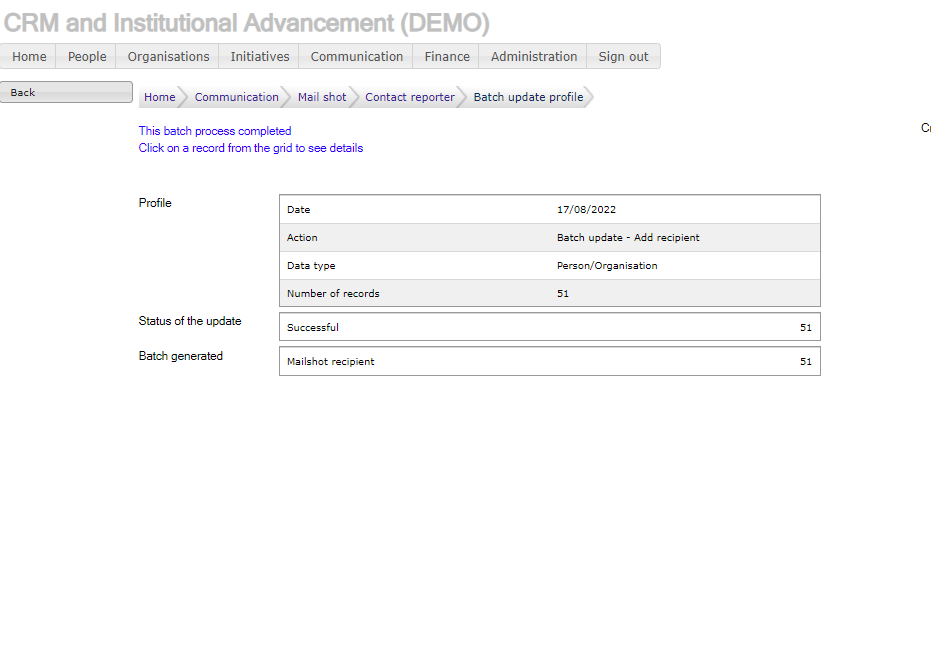 CRM and Institutional Advancement (DEMO)
Home People Organisations Initiatives Communication Finance Administration Sign out
Back
Home Communication Mail shot Contact reporter Batch update profile
This batch process completed
Click on a record from the grid to see details
Profile
Date 17/08/2022
Action Batch update - Add recipient
Data type Person/Organisation
Number of records 51
Status of the update
Successful 51
Batch generated
Mailshot recipient 51